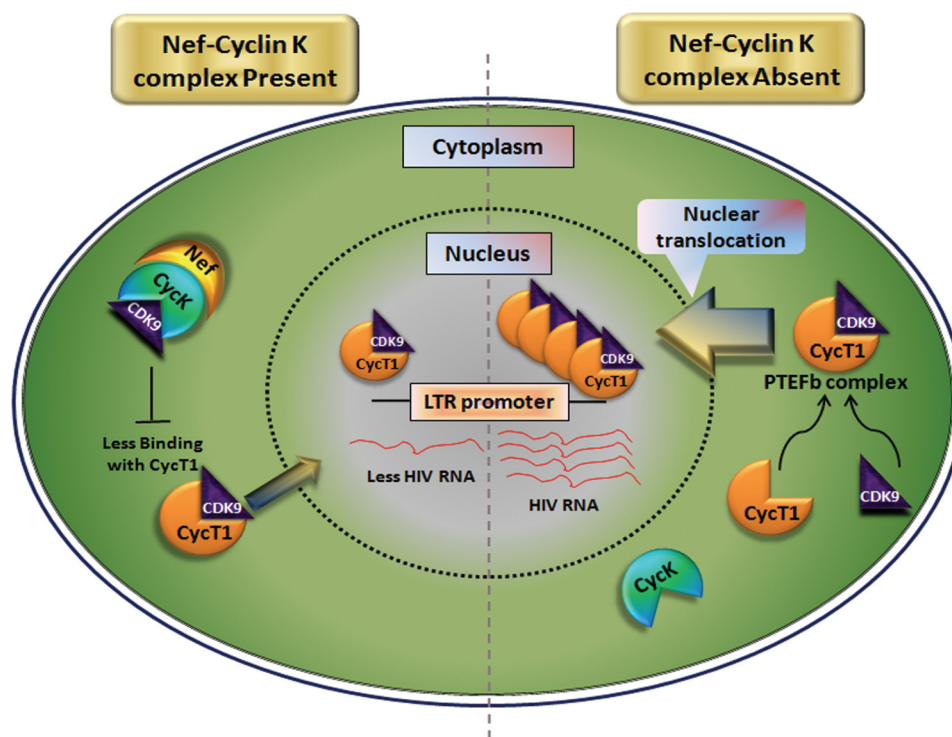 Nef-Cyclin K
complex Present
Nef-Cyclin K
complex Absent
Cytoplasm
Nuclear
translocation
Nucleus
Nef
CycK
CDK9
Less Binding
with CycT1
CDK9
CycT1
CDK9
CycT1
CDK9
CycT1
LTR promoter
Less HIV RNA
HIV RNA
CDK9
CycT1
PTEFb complex
CycT1
CDK9
CycK